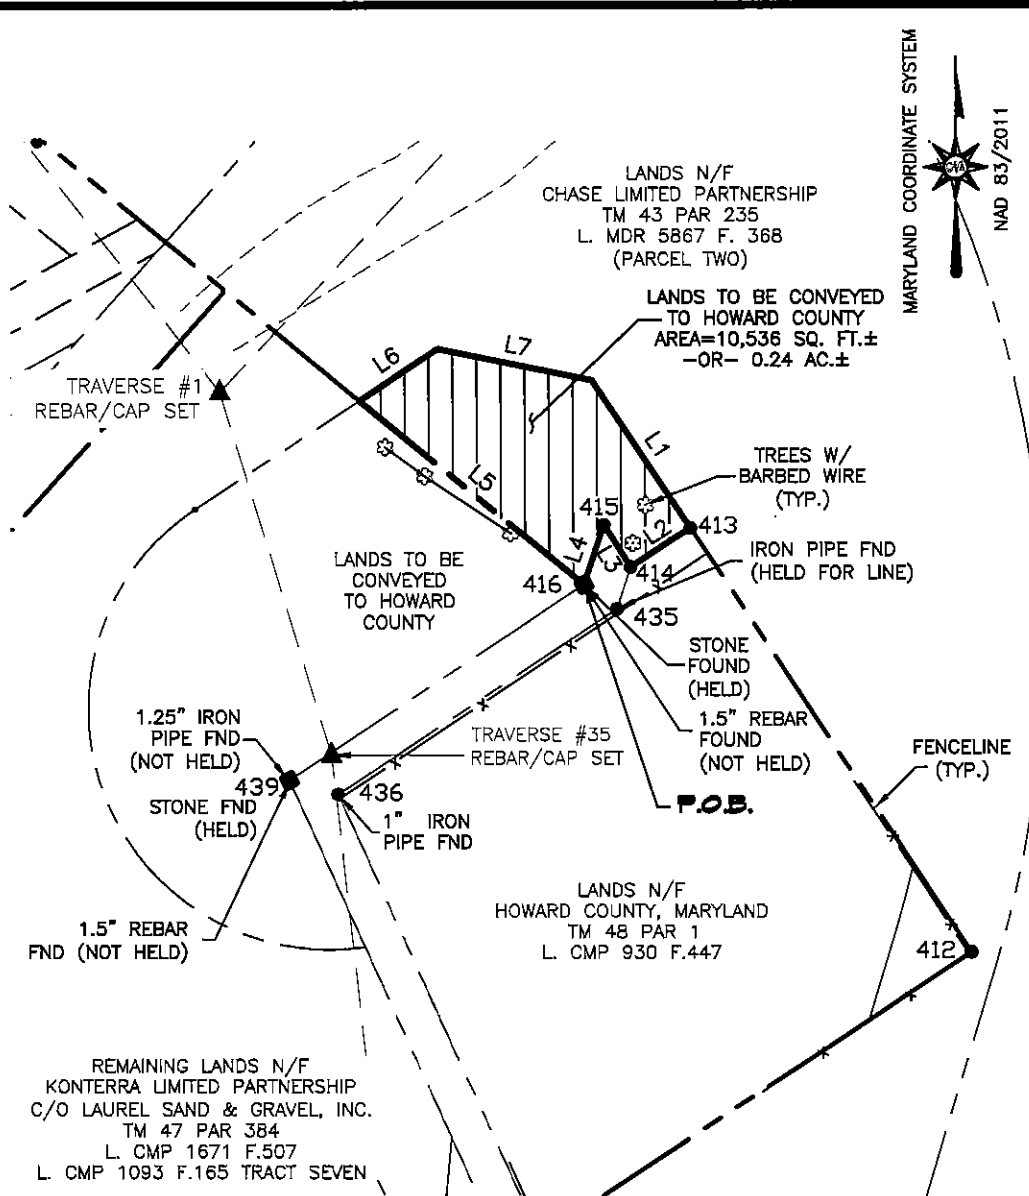 MARYLAND COORDINATE SYSTEM
NAD 83/2011
LANDS N/F
CHASE LIMITED PARTNERSHIP
TM 43 PAR 235
L. MDR 5867 F. 368
(PARCEL TWO)
LANDS TO BE CONVEYED
TO HOWARD COUNTY
AREA=10,536 SQ. FT.±
-OR- 0.24 AC.±
L6
L7
TRAVERSE #1
REBAR/CAP SET
L1
TREES W/
BARBED WIRE
(TYP.)
L5
415
L2
413
L4
L3
414
IRON PIPE FND
(HELD FOR LINE)
LANDS TO BE
CONVEYED
TO HOWARD
COUNTY
416
435
STONE
FOUND
(HELD)
1.25" IRON
PIPE FND
(NOT HELD)
TRAVERSE #35
REBAR/CAP SET
1.5" REBAR
FOUND
(NOT HELD)
FENCELINE
(TYP.)
439
STONE FND
(HELD)
436
P.O.B.
1" IRON
PIPE FND
LANDS N/F
HOWARD COUNTY, MARYLAND
TM 48 PAR 1
L. CMP 930 F.447
1.5" REBAR
FND (NOT HELD)
412
REMAINING LANDS N/F
KONTERRA LIMITED PARTNERSHIP
C/O LAUREL SAND & GRAVEL, INC.
TM 47 PAR 384
L. CMP 1671 F.507
L. CMP 1093 F.165 TRACT SEVEN